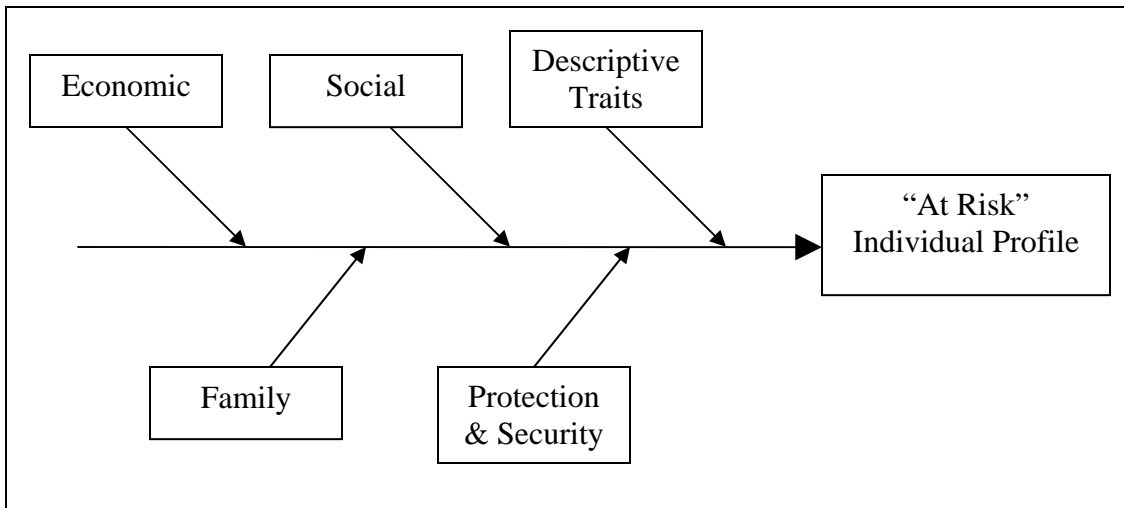 Economic
Social
Descriptive
Traits
“At Risk”
Individual Profile
Family
Protection
& Security